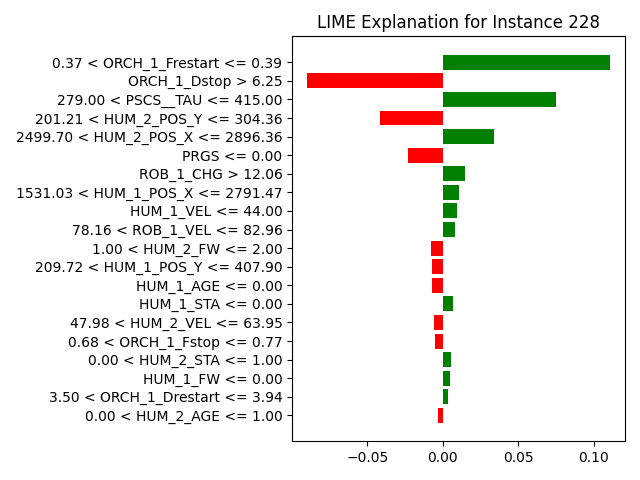 LIME Explanation for Instance 228
0.37 < ORCH_1_Frestart <= 0.39
ORCH_1_Dstop > 6.25
279.00 < PSCS__TAU <= 415.00
201.21 < HUM_2_POS_Y <= 304.36
2499.70 < HUM_2_POS_X <= 2896.36
PRGS <= 0.00
ROB_1_CHG > 12.06
1531.03 < HUM_1_POS_X <= 2791.47
HUM_1_VEL <= 44.00
78.16 < ROB_1_VEL <= 82.96
1.00 < HUM_2_FW <= 2.00
209.72 < HUM_1_POS_Y <= 407.90
HUM_1_AGE <= 0.00
HUM_1_STA <= 0.00
47.98 < HUM_2_VEL <= 63.95
0.68 < ORCH_1_Fstop <= 0.77
0.00 < HUM_2_STA <= 1.00
HUM_1_FW <= 0.00
3.50 < ORCH_1_Drestart <= 3.94
0.00 < HUM_2_AGE <= 1.00
−0.05 0.00 0.05 0.10